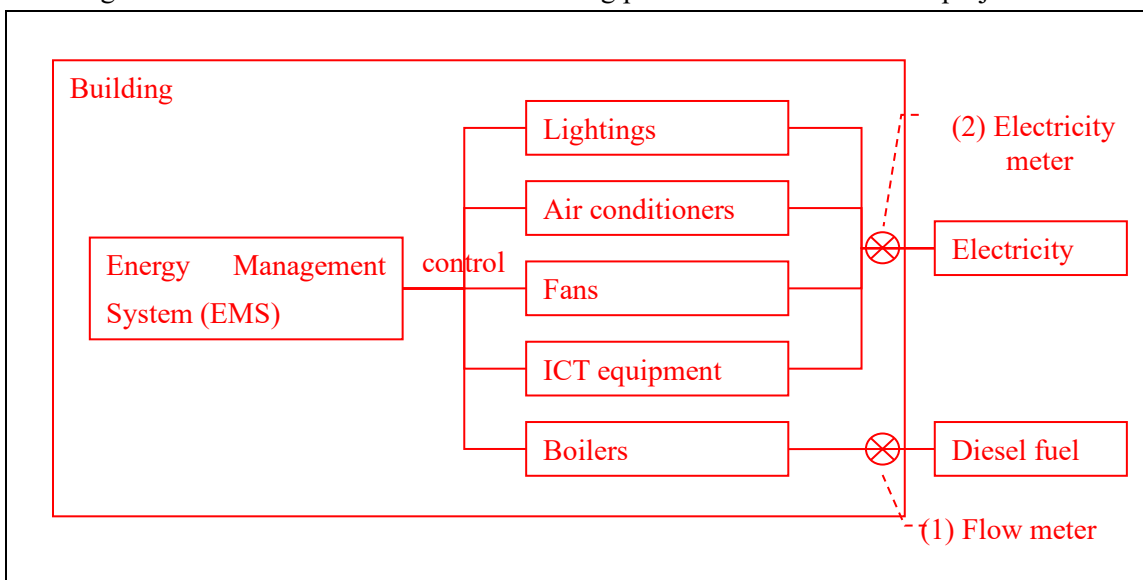 Building
Lightings
(2) Electricity
meter
Air conditioners
Energy Management
System (EMS)
control
Electricity
Fans
ICT equipment
Boilers
Diesel fuel
(1) Flow meter